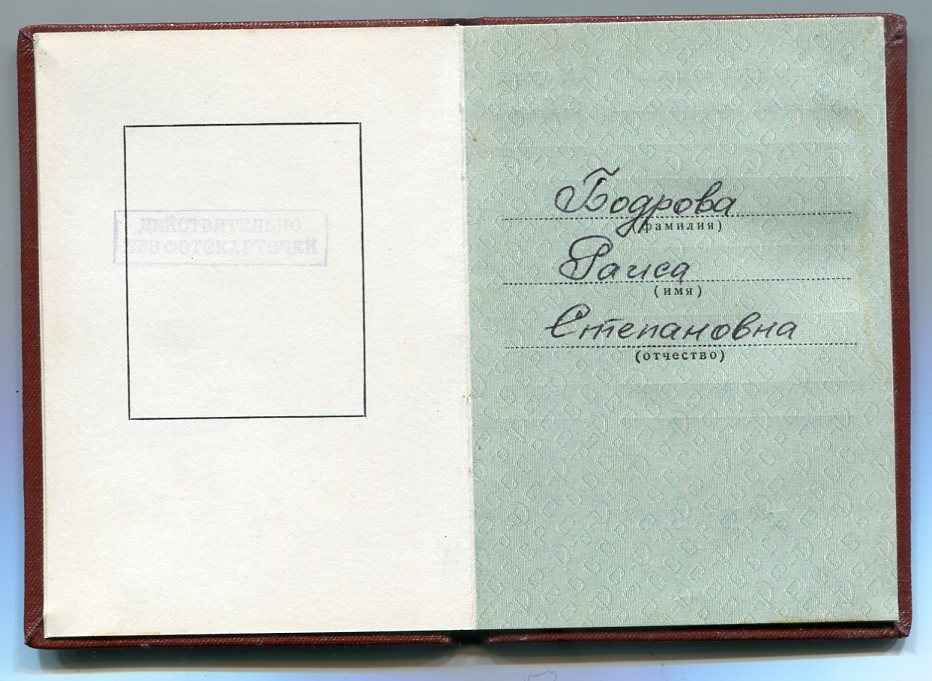 ДЕЙСТВИТЕЛЬНО
БЕЗ ФОТОКАРТОЧКИ
Бодрова
(фамилия)
Раиса
(имя)
Степановна
(отчество)